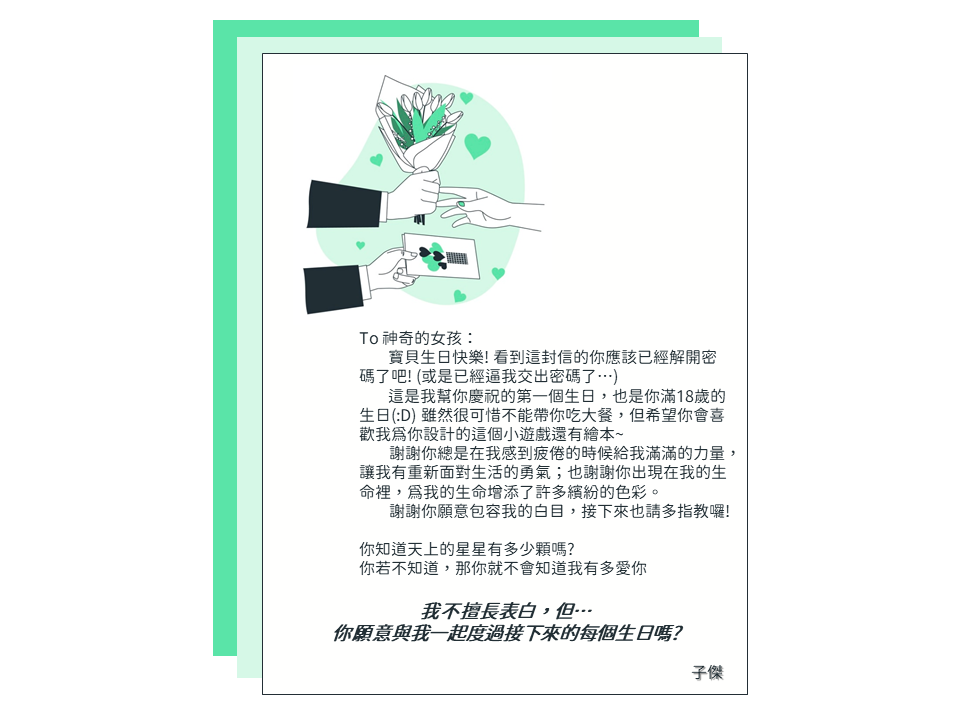 To 神奇的女孩：
寶貝生日快樂! 看到這封信的你應該已經解開密
碼了吧! (或是已經逼我交出密碼了…)
這是我幫你慶祝的第一個生日，也是你滿18歲的
生日(:D) 雖然很可惜不能帶你吃大餐，但希望你會喜
歡我為你設計的這個小遊戲還有繪本~
謝謝你總是在我感到疲倦的時候給我滿滿的力量，
讓我有重新面對生活的勇氣；也謝謝你出現在我的生
命裡，為我的生命增添了許多繽紛的色彩。
謝謝你願意包容我的白目，接下來也請多指教囉!
你知道天上的星星有多少顆嗎?
你若不知道，那你就不會知道我有多愛你
我不擅長表白，但…
你願意與我一起度過接下來的每個生日嗎?
子傑